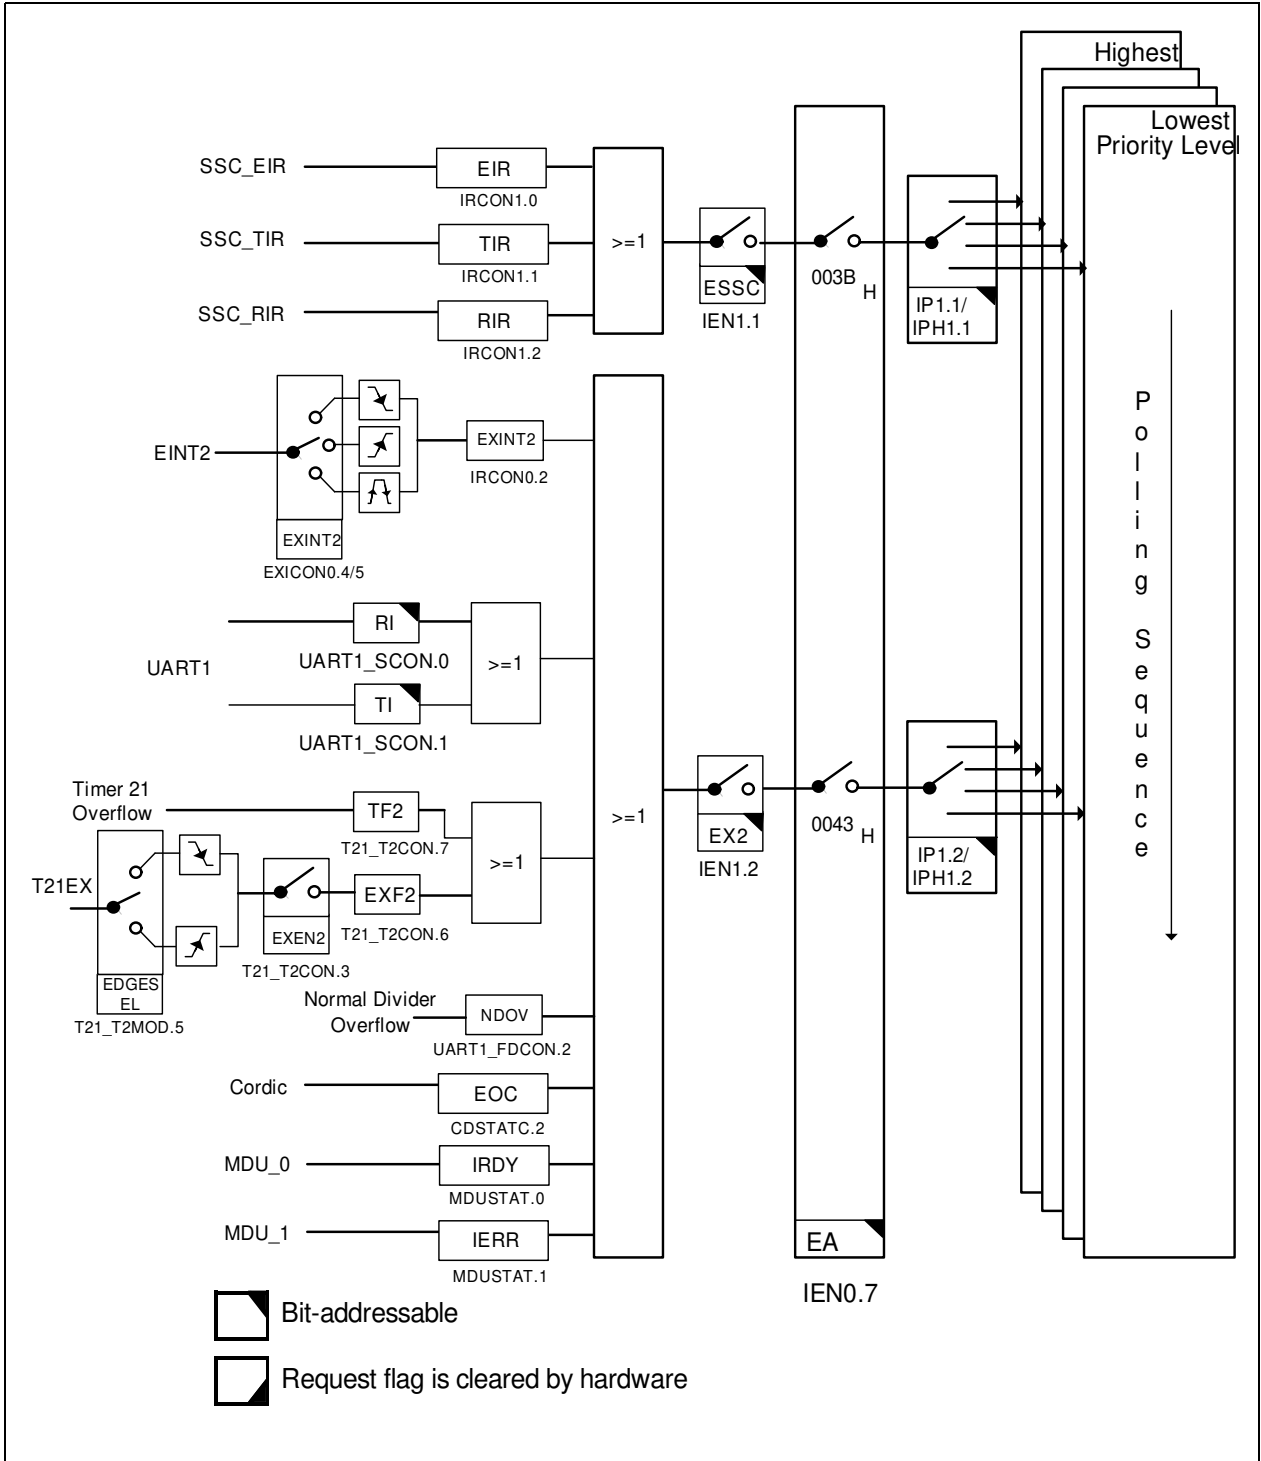 Highest
Lowest
Priority Level
SSC_EIR
EIR
IRCON1.0
SSC_TIR
TIR
IRCON1.1
SSC_RIR
RIR
IRCON1.2
>=1
ESSC
IEN1.1
003B H
IP1.1/
IPH1.1
EINT2
EXINT2
EXICON0.4/5
EXINT2
IRCON0.2
UART1
RI
UART1_SCON.0
TI
UART1_SCON.1
>=1
Timer 21
Overflow
TF2
T21_T2CON.7
T21EX
EDGES
EL
T21_T2MOD.5
EXEN2
T21_T2CON.3
EXF2
T21_T2CON.6
>=1
Normal Divider
Overflow
NDOV
UART1_FDCON.2
Cordic
EOC
CDSTATC.2
MDU_0
IRDY
MDUSTAT.0
MDU_1
IERR
MDUSTAT.1
>=1
EX2
IEN1.2
0043 H
IP1.2/
IPH1.2
EA
IEN0.7
Polling Sequence
Bit-addressable
Request flag is cleared by hardware